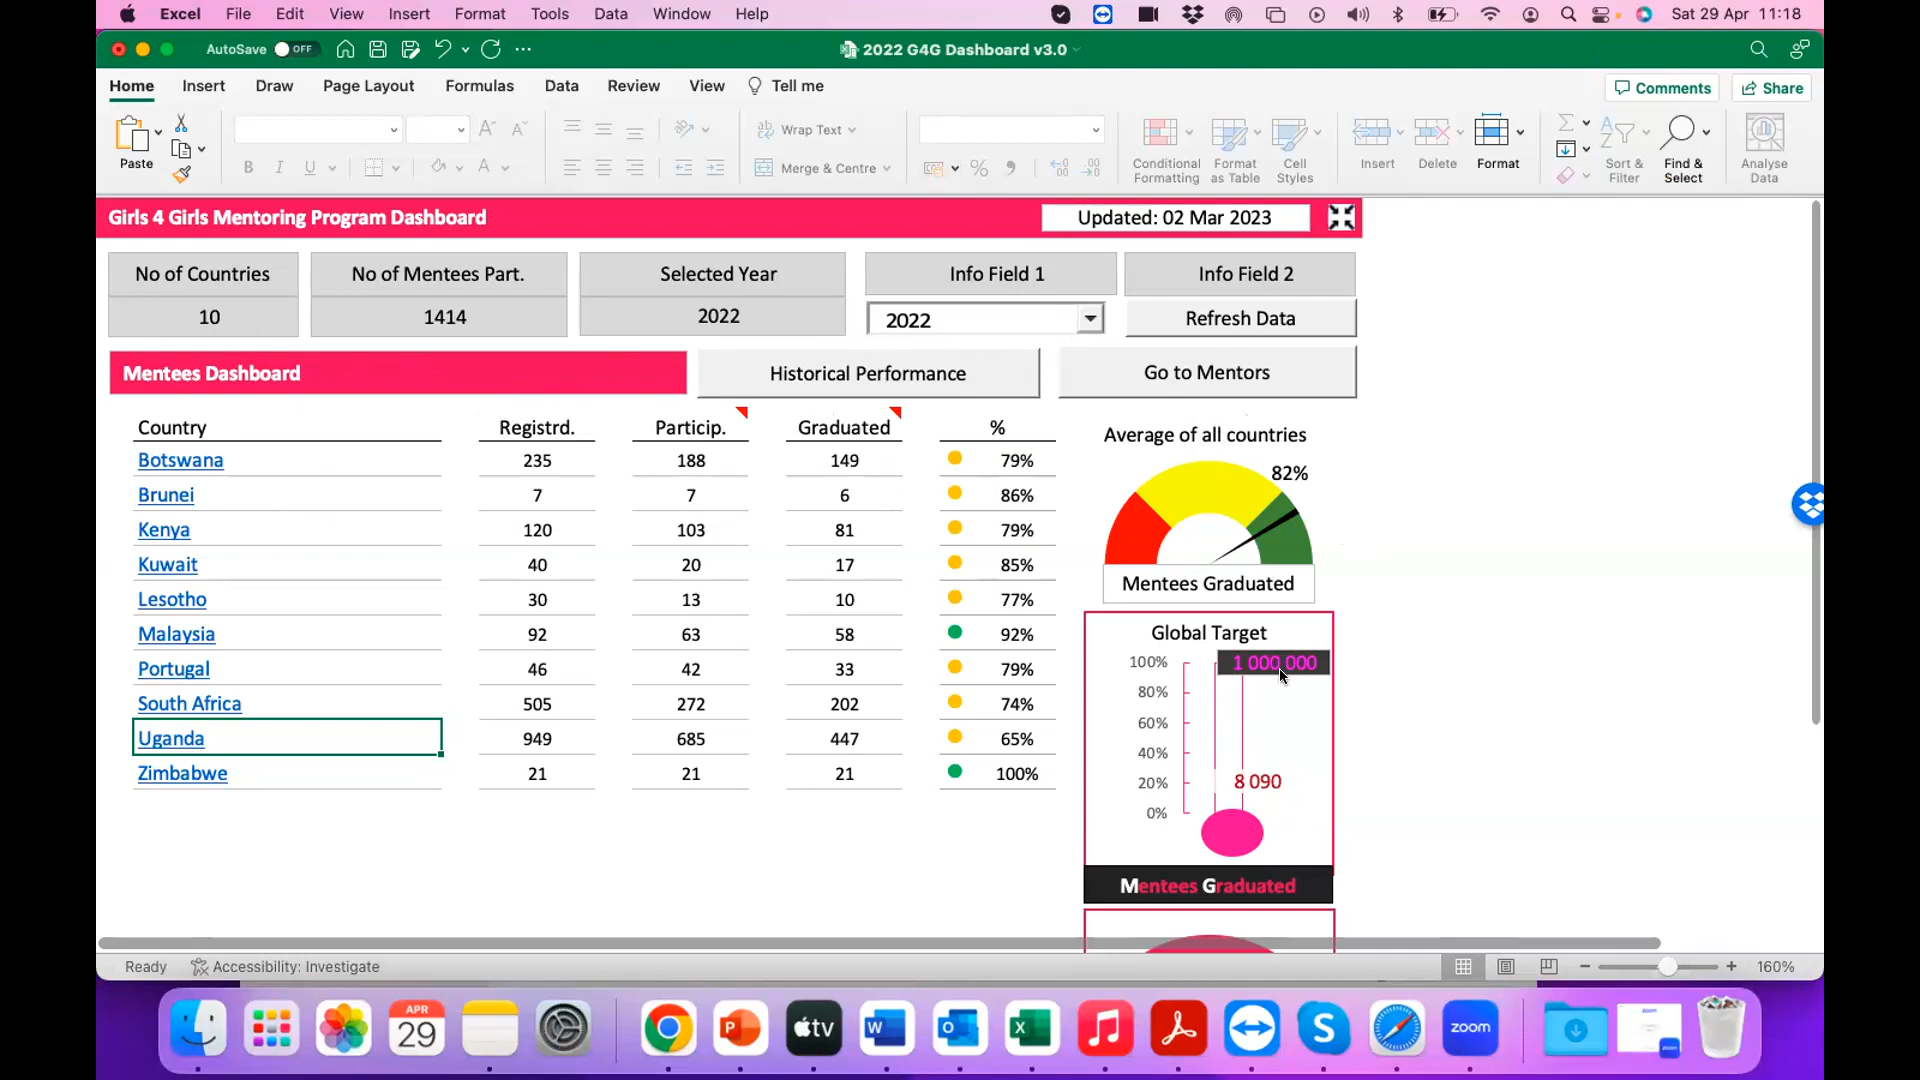 Excel File Edit View Insert Format Tools Data Window Help Sat 29 Apr 11:18
AutoSave OFF 2022 G4G Dashboard v3.0
Home Insert Draw Page Layout Formulas Data Review View Tell me Comments Share
Paste
B I U A
ab Wrap Text
Merge & Centre
%
Conditional Formatting
Format as Table
Cell Styles
Insert
Delete
Format
Sort & Filter
Find & Select
Analyse Data
Girls 4 Girls Mentoring Program Dashboard Updated: 02 Mar 2023
No of Countries No of Mentees Part. Selected Year Info Field 1 Info Field 2
10 1414 2022 2022 Refresh Data
Mentees Dashboard Historical Performance Go to Mentors
Country Registrd. Particip. Graduated %
Botswana 235 188 149 79%
Brunei 7 7 6 86%
Kenya 120 103 81 79%
Kuwait 40 20 17 85%
Lesotho 30 13 10 77%
Malaysia 92 63 58 92%
Portugal 46 42 33 79%
South Africa 505 272 202 74%
Uganda 949 685 447 65%
Zimbabwe 21 21 21 100%
Average of all countries
82%
Mentees Graduated
Global Target
100% 1 000 000
80%
60%
40%
20% 8 090
0%
Mentees Graduated
Ready Accessibility: Investigate 160%
APR
29
P
tv
W
O
X
S
zoom
zoom